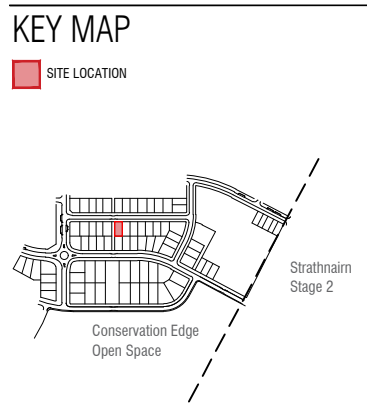 KEY MAP
SITE LOCATION
Strathnairn
Stage 2
Conservation Edge
Open Space